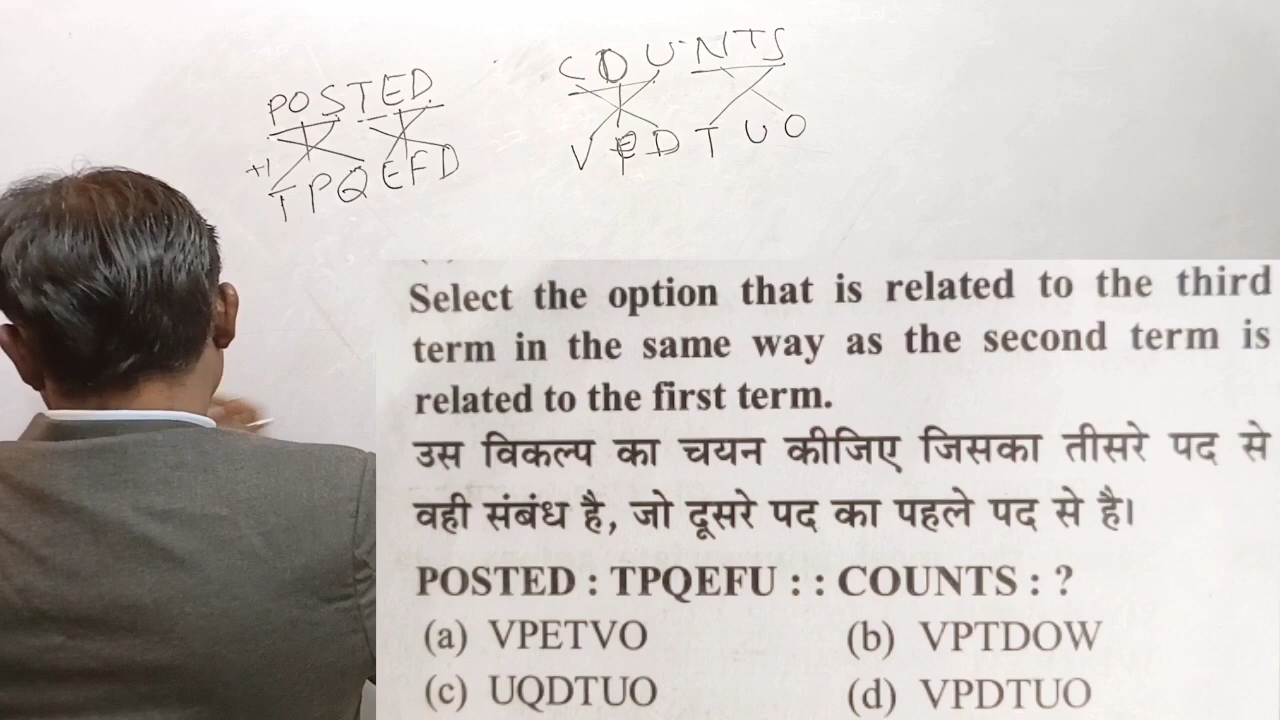 POSTED
+1
TPQEFD
COUNTS
VPDTUO
Select the option that is related to the third
term in the same way as the second term is
related to the first term.
उस विकल्प का चयन कीजिए जिसका तीसरे पद से
वही संबंध है, जो दूसरे पद का पहले पद से है।
POSTED : TPQEFU : : COUNTS : ?
(a) VPETVO (b) VPTDOW
(c) UQDTUO (d) VPDTUO